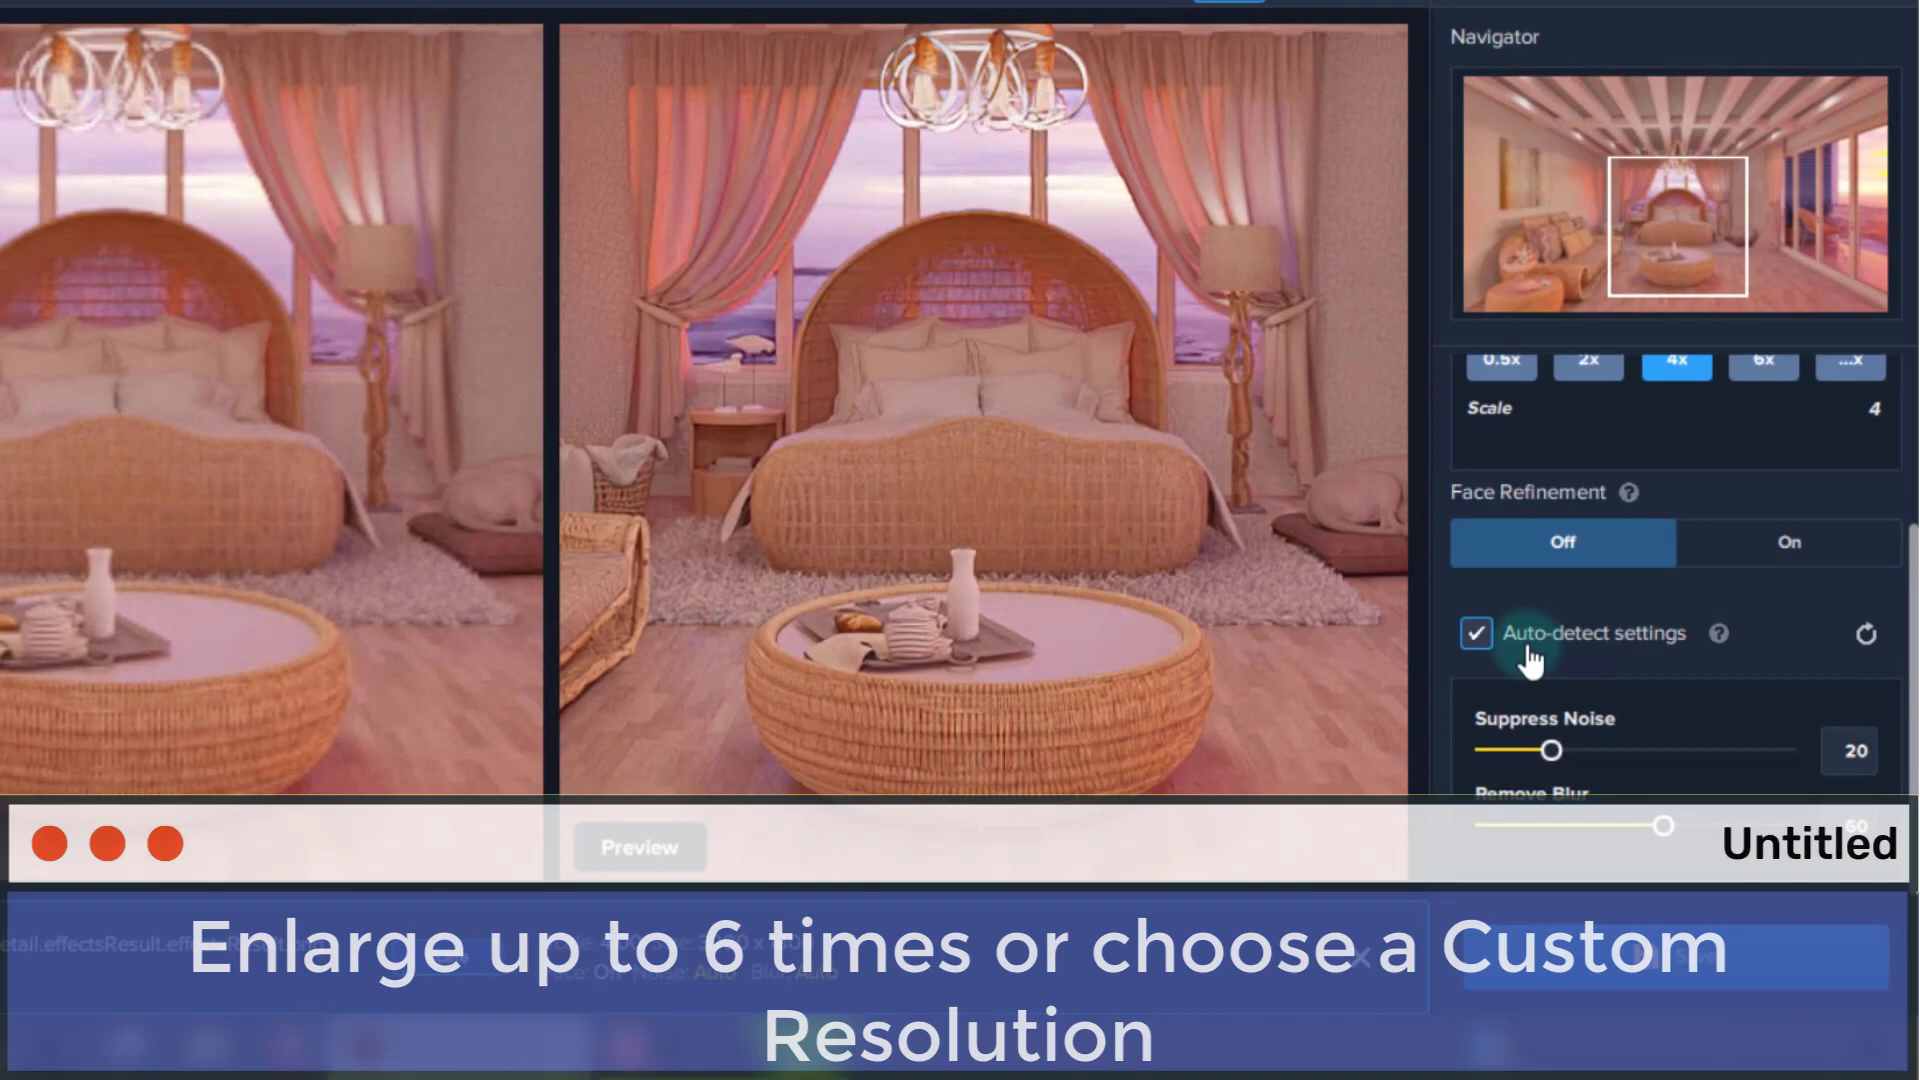 Navigator
0.5x 2x 4x 6x ...x
Scale 4
Face Refinement ?
Off On
Auto-detect settings ?
Suppress Noise
20
Remove Blur
60
Preview
Untitled
Enlarge up to 6 times or choose a Custom
Resolution